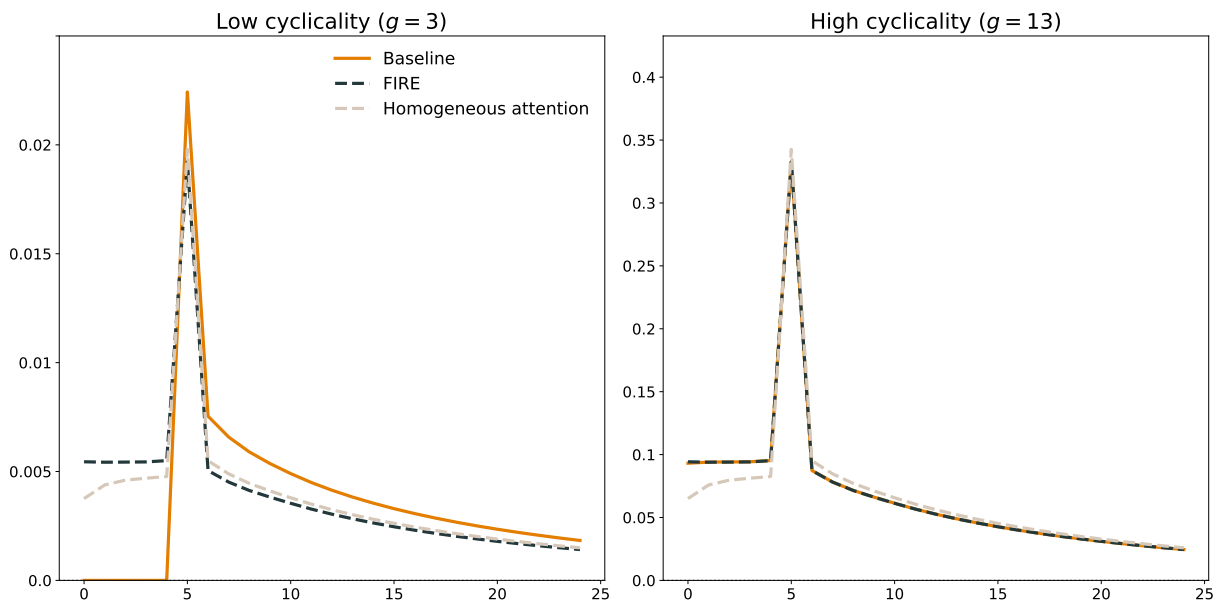 Low cyclicality (g = 3)
Baseline
FIRE
Homogeneous attention
0.02
0.015
0.01
0.005
0.0
0 5 10 15 20 25
High cyclicality (g = 13)
0.4
0.35
0.3
0.25
0.2
0.15
0.1
0.05
0.0
0 5 10 15 20 25